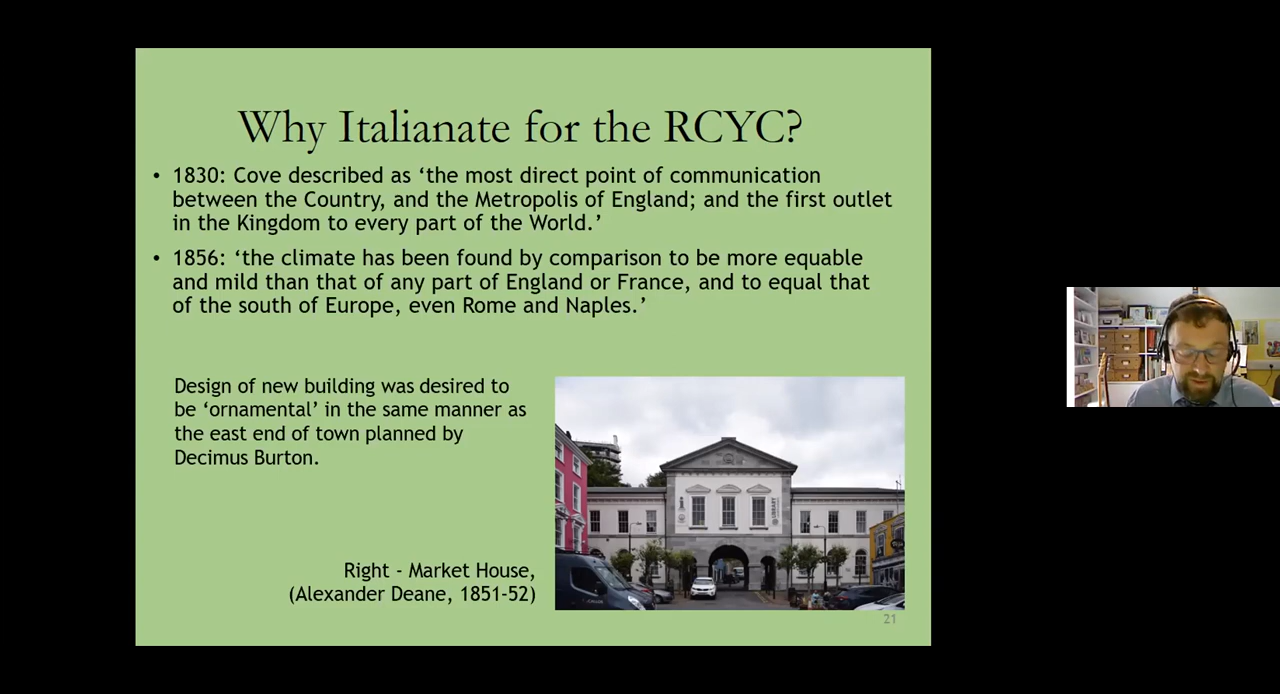 Why Italianate for the RCYC?
• 1830: Cove described as ‘the most direct point of communication
between the Country, and the Metropolis of England; and the first outlet
in the Kingdom to every part of the World.’
• 1856: ‘the climate has been found by comparison to be more equable
and mild than that of any part of England or France, and to equal that
of the south of Europe, even Rome and Naples.’
Design of new building was desired to
be ‘ornamental’ in the same manner as
the east end of town planned by
Decimus Burton.
LIBRARY
Right - Market House,
(Alexander Deane, 1851-52)
21